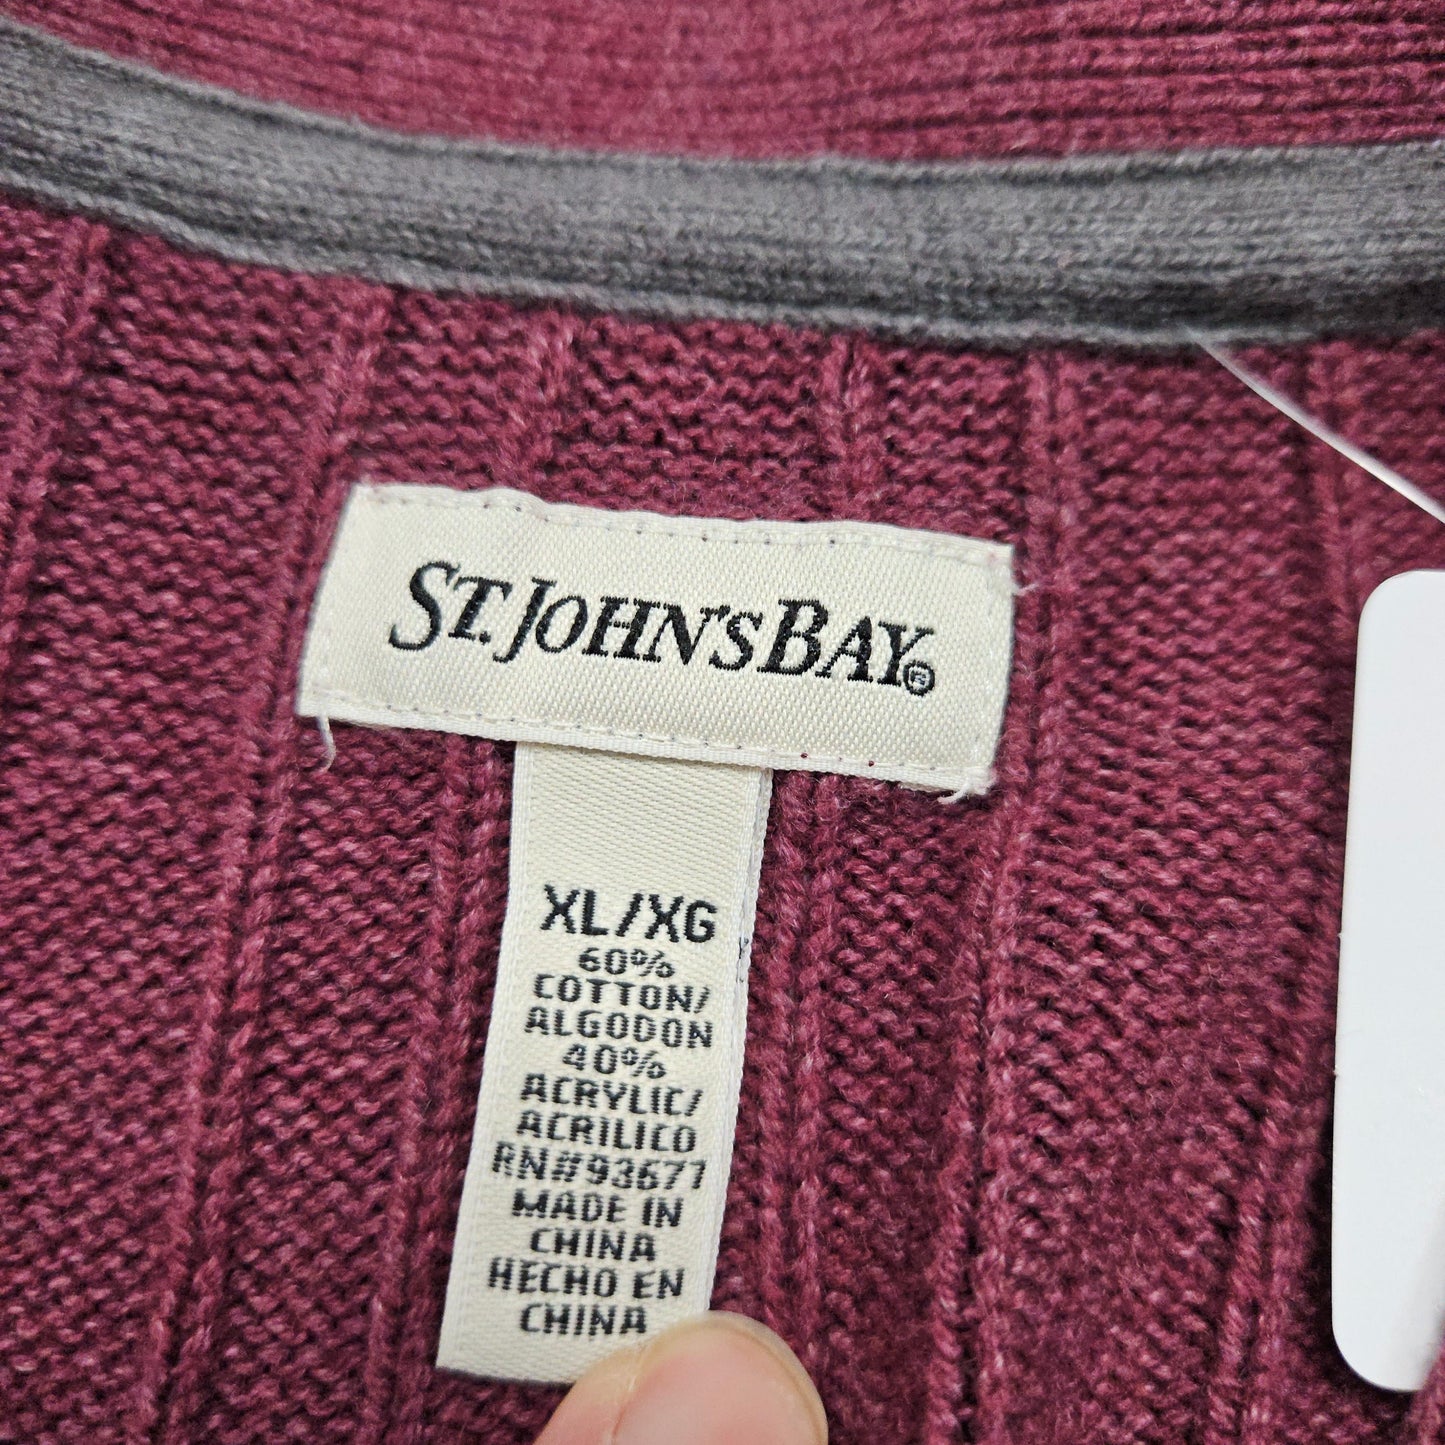 ST. JOHN'S BAY®
XL/XG
60%
COTTON/
ALGODON
40%
ACRYLIC/
ACRILICO
RN#93677
MADE IN
CHINA
HECHO EN
CHINA